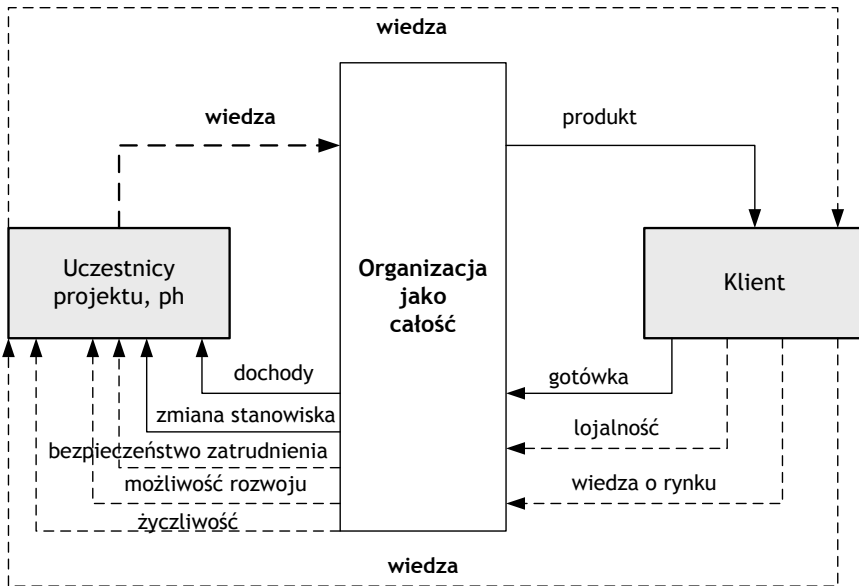 wiedza
wiedza
produkt
Uczestnicy
projektu, ph
Organizacja
jako
całość
Klient
dochody
gotówka
zmiana stanowiska
lojalność
bezpieczeństwo zatrudnienia
możliwość rozwoju
wiedza o rynku
życzliwość
wiedza